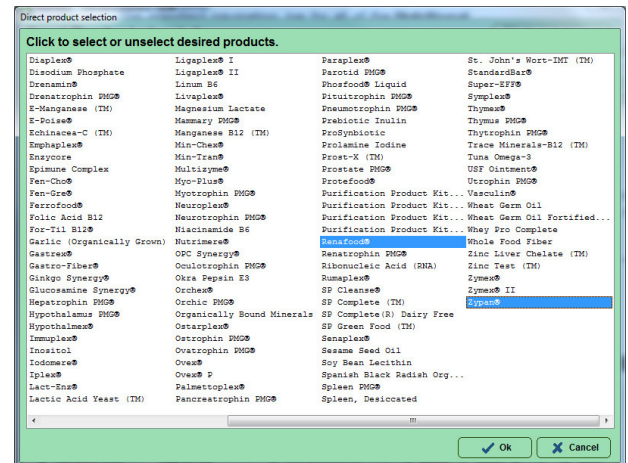 Direct product selection
Click to select or unselect desired products.
Diaplex®
Disodium Phosphate
Drenamin®
Drenatrophin PMG®
E-Manganese (TM)
E-Poise®
Echinacea-C (TM)
Emphaplex®
Enzycore
Epimune Complex
Fen-Cho®
Fen-Gre®
Ferrofood®
Folic Acid B12
For-Til B12®
Garlic (Organically Grown)
Gastrex®
Gastro-Fiber®
Ginkgo Synergy®
Glucosamine Synergy®
Hepatrophin PMG®
Hypothalamus PMG®
Hypothalmex®
Immuplex®
Inositol
Iodomere®
Iplex®
Lact-Enz®
Lactic Acid Yeast (TM)
Ligaplex® I
Ligaplex® II
Linum B6
Livaplex®
Magnesium Lactate
Mammary PMG®
Manganese B12 (TM)
Min-Chex®
Min-Tran®
Multizyme®
Myo-Plus®
Myotrophin PMG®
Neuroplex®
Neurotrophin PMG®
Niacinamide B6
Nutrimere®
OPC Synergy®
Oculotrophin PMG®
Okra Pepsin E3
Orchex®
Orchic PMG®
Organically Bound Minerals
Ostarplex®
Ostrophin PMG®
Ovatrophin PMG®
Ovex®
Ovex® P
Palmettoplex®
Pancreatrophin PMG®
Paraplex®
Parotid PMG®
Phosfood® Liquid
Pituitrophin PMG®
Pneumotrophin PMG®
Prebiotic Inulin
ProSynbiotic
Prolamine Iodine
Prost-X (TM)
Prostate PMG®
Protefood®
Purification Product Kit...
Purification Product Kit...
Purification Product Kit...
Purification Product Kit...
Renafood®
Renatrophin PMG®
Ribonucleic Acid (RNA)
Rumaplex®
SP Cleanse®
SP Complete (TM)
SP Complete(R) Dairy Free
SP Green Food (TM)
Senaplex®
Sesame Seed Oil
Soy Bean Lecithin
Spanish Black Radish Org...
Spleen PMG®
Spleen, Desiccated
St. John's Wort-IMT (TM)
StandardBar®
Super-EFF®
Symplex®
Thymex®
Thymus PMG®
Thytrophin PMG®
Trace Minerals-B12 (TM)
Tuna Omega-3
USF Ointment®
Utrophin PMG®
Vasculin®
Wheat Germ Oil
Wheat Germ Oil Fortified...
Whey Pro Complete
Whole Food Fiber
Zinc Liver Chelate (TM)
Zinc Test (TM)
Zymex®
Zymex® II
Zypan®
Ok
Cancel